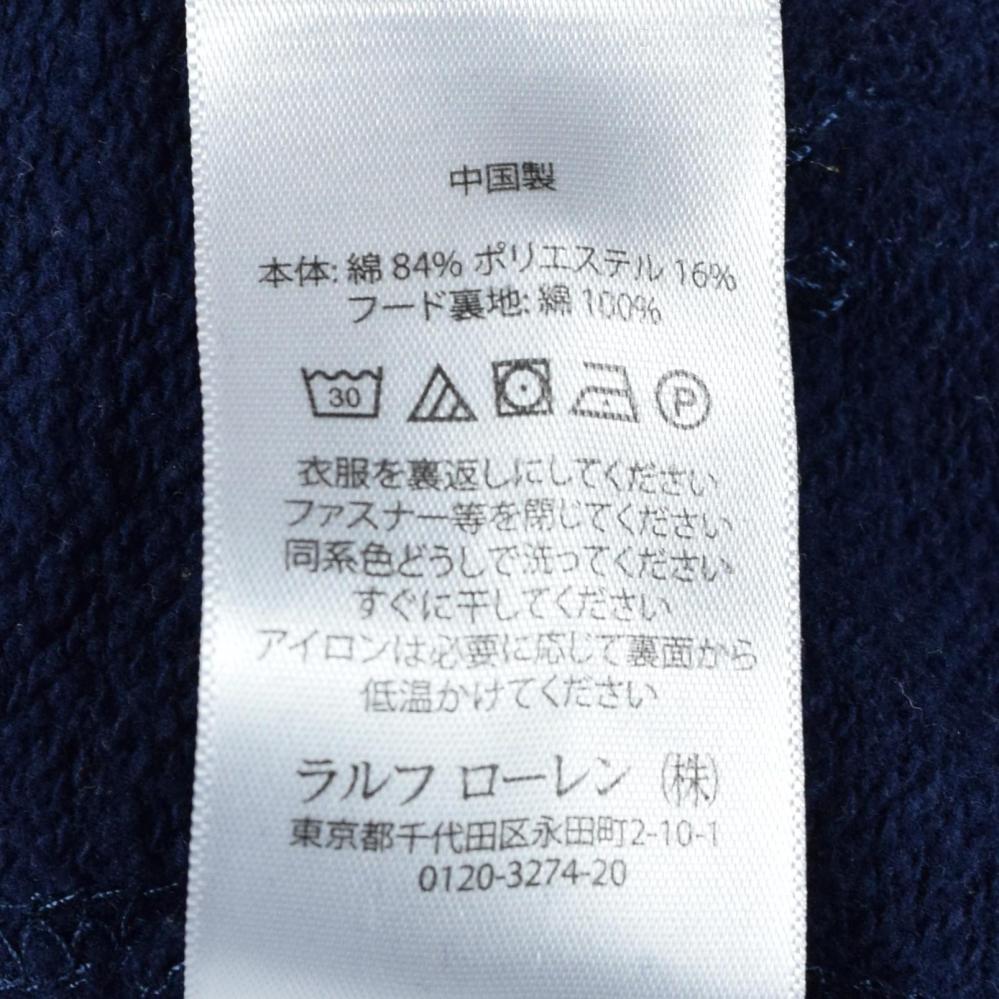 中国製
本体: 綿 84% ポリエステル 16%
フード裏地: 綿 100%
30 P
衣服を裏返しにしてください
ファスナー等を閉じてください
同系色どうしで洗ってください
すぐに干してください
アイロンは必要に応じて裏面から
低温かけてください
ラルフ ローレン (株)
東京都千代田区永田町2-10-1
0120-3274-20